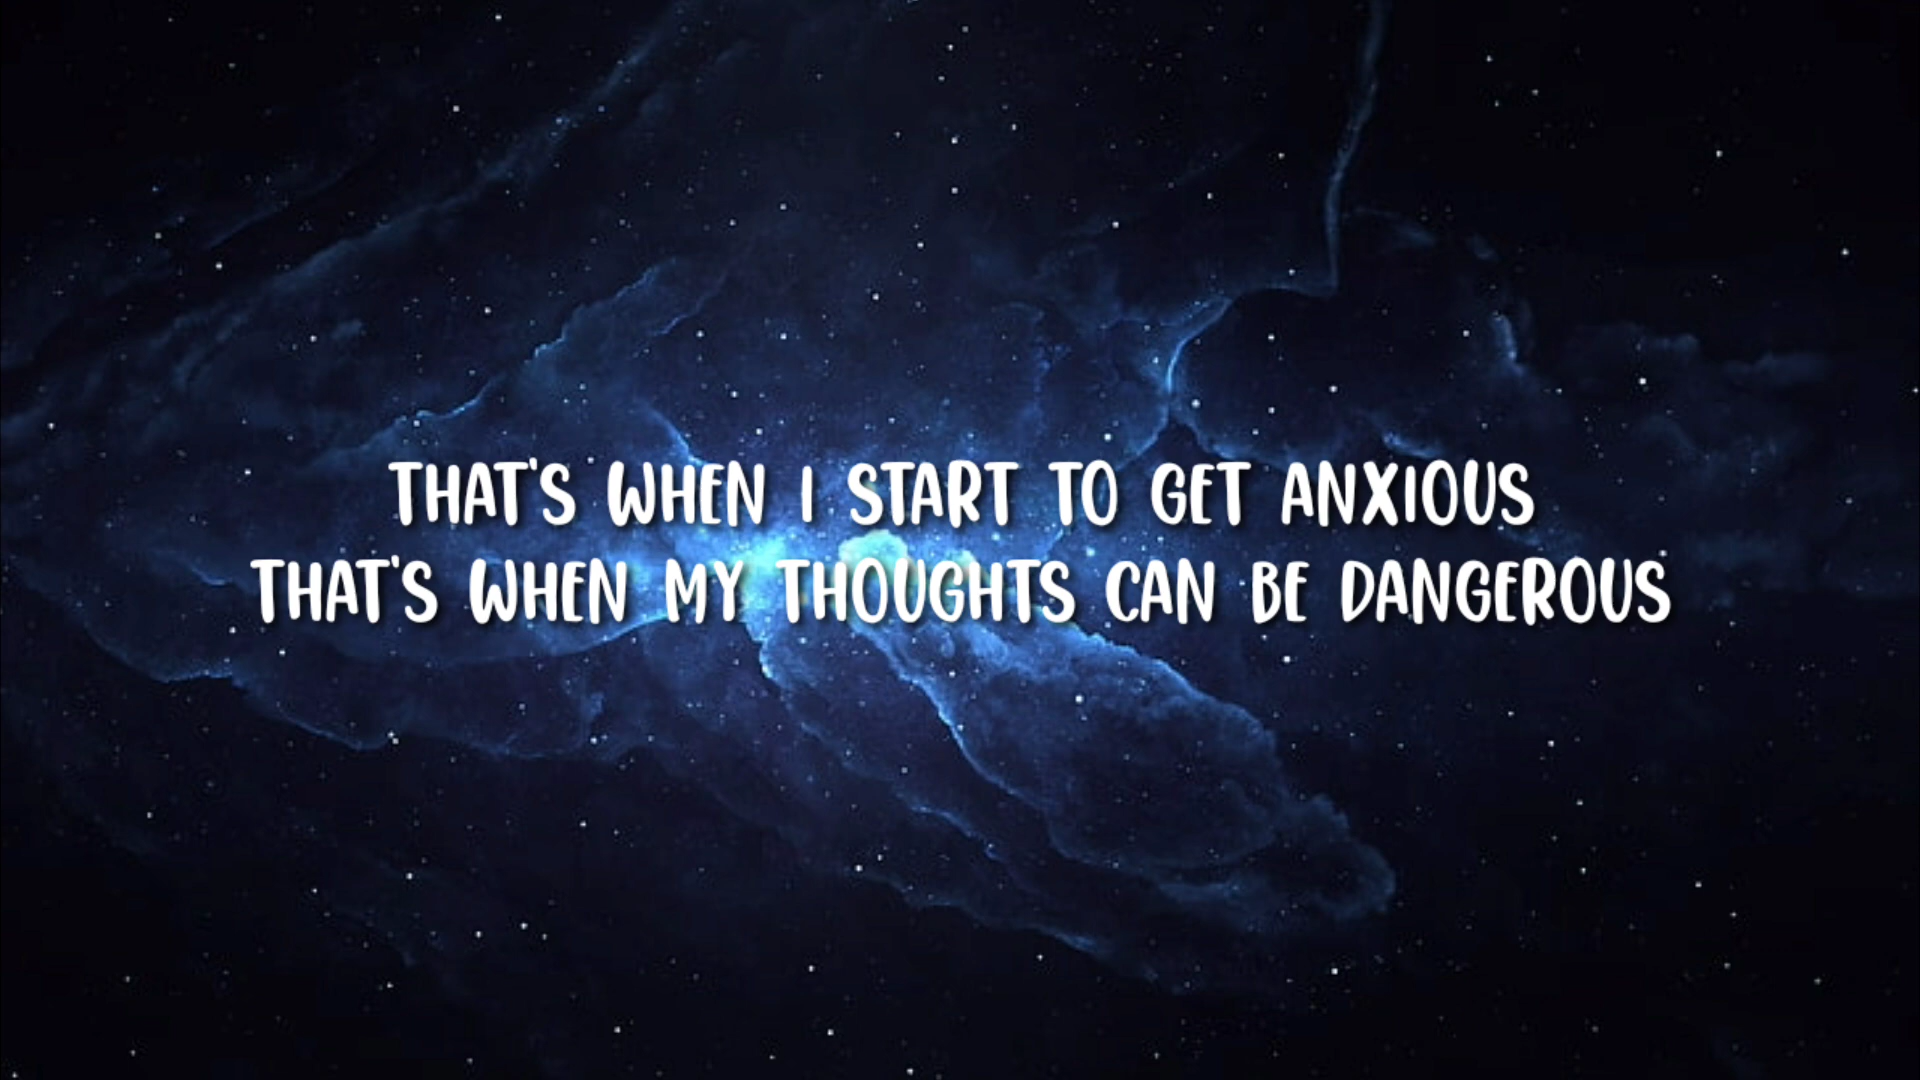 THAT'S WHEN I START TO GET ANXIOUS
THAT'S WHEN MY THOUGHTS CAN BE DANGEROUS